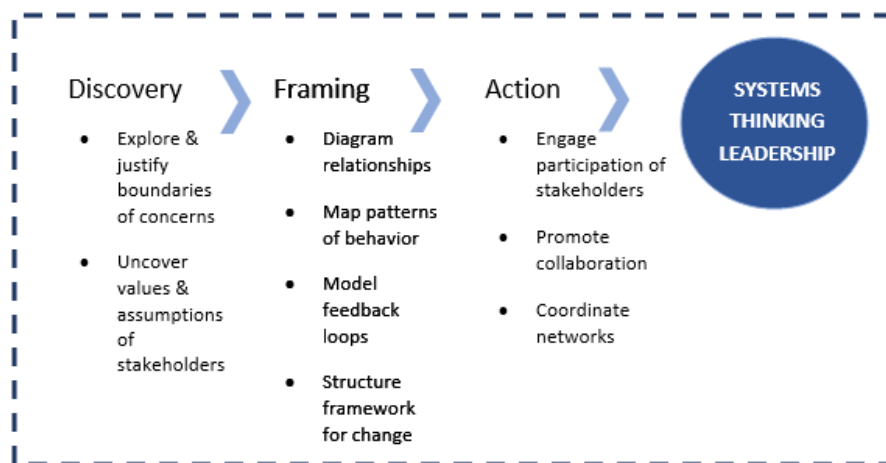 Discovery
Explore &
justify
boundaries
of concerns
Uncover
values &
assumptions
of
stakeholders
Framing
Diagram
relationships
Map patterns
of behavior
Model
feedback
loops
Structure
framework
for change
Action
Engage
participation of
stakeholders
Promote
collaboration
Coordinate
networks
SYSTEMS
THINKING
LEADERSHIP